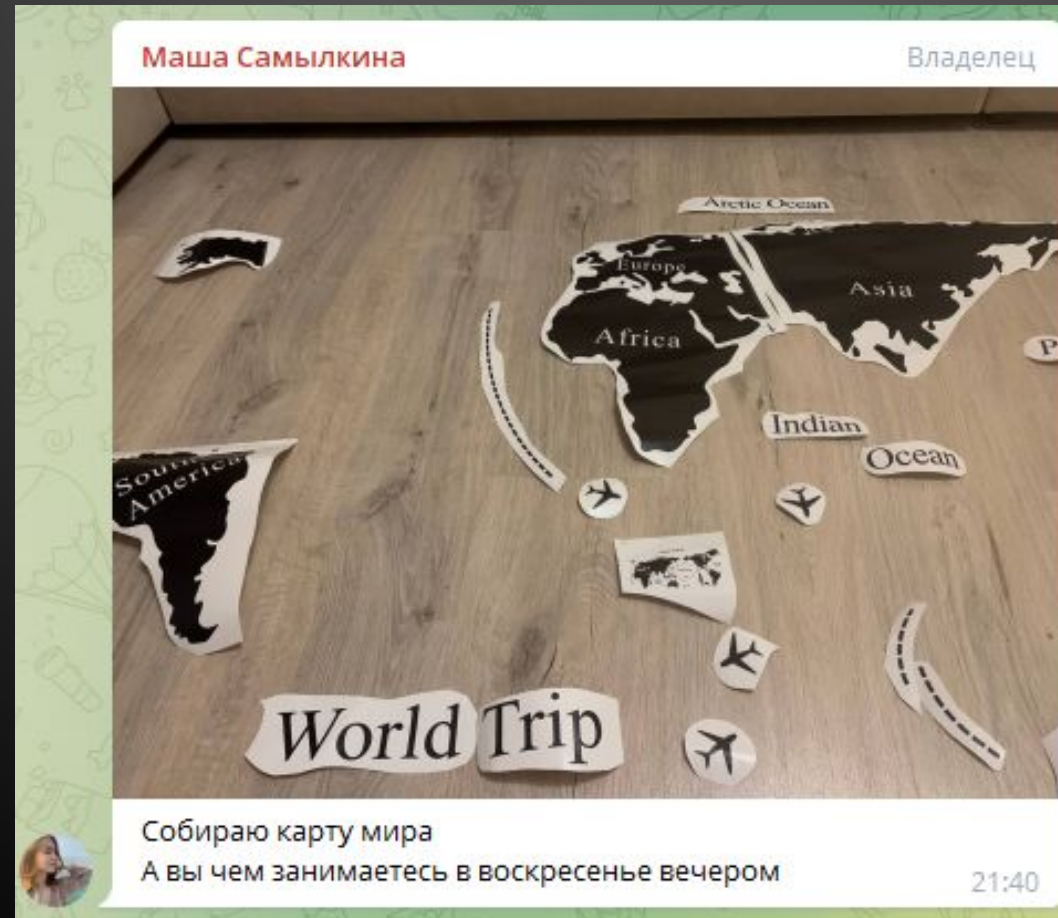 Маша Самылкина Владелец
Arctic Ocean
Europe
Asia
Africa
P
Indian
Ocean
South
America
World Trip
Собираю карту мира
А вы чем занимаетесь в воскресенье вечером
21:40